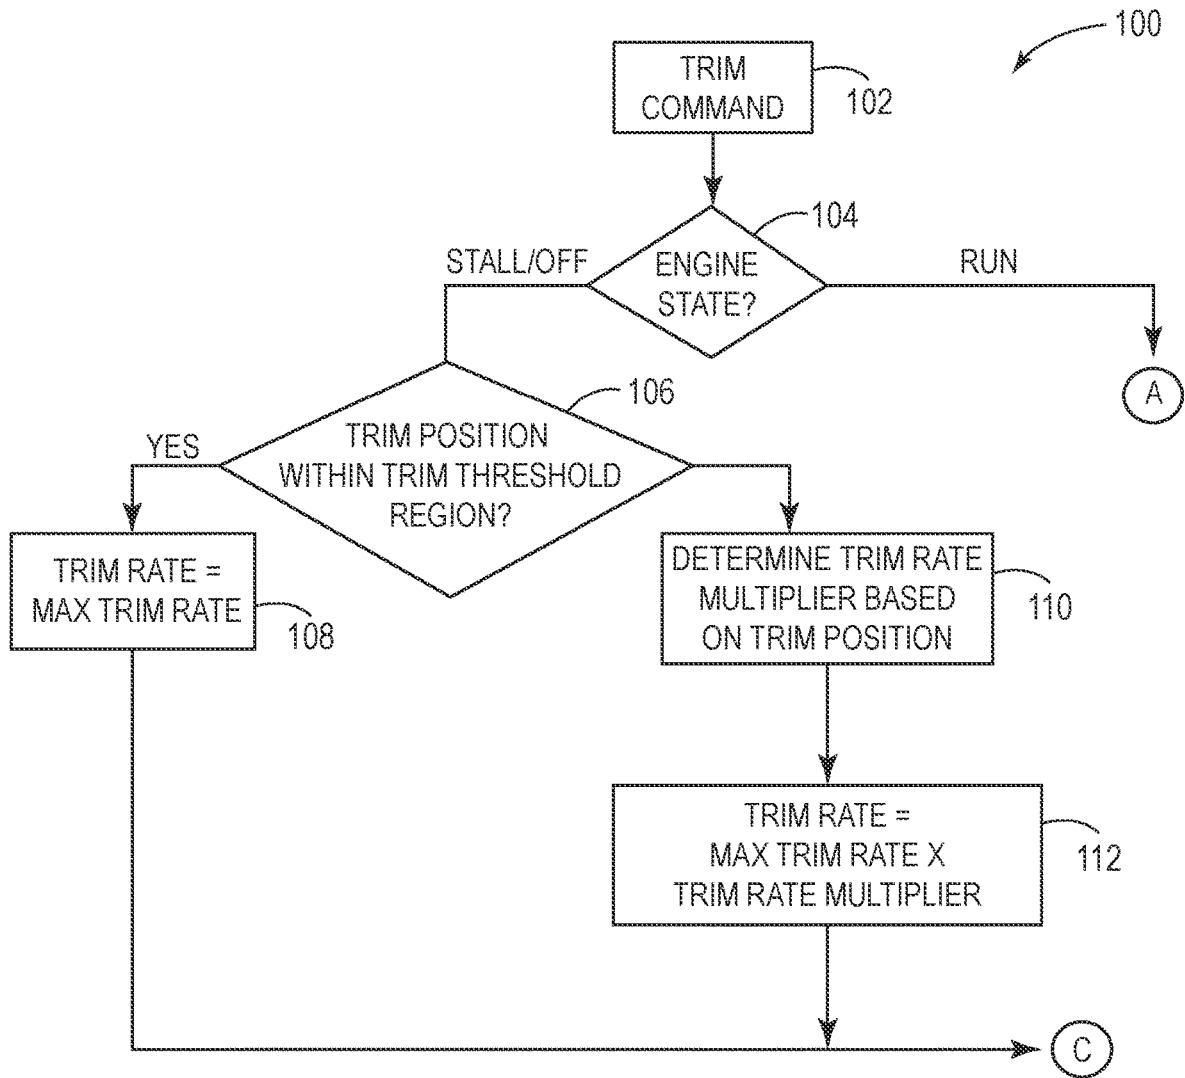 100
TRIM
COMMAND
102
104
STALL/OFF
ENGINE
STATE?
RUN
A
106
YES
TRIM POSITION
WITHIN TRIM THRESHOLD
REGION?
TRIM RATE =
MAX TRIM RATE
108
DETERMINE TRIM RATE
MULTIPLIER BASED
ON TRIM POSITION
110
TRIM RATE =
MAX TRIM RATE X
TRIM RATE MULTIPLIER
112
C